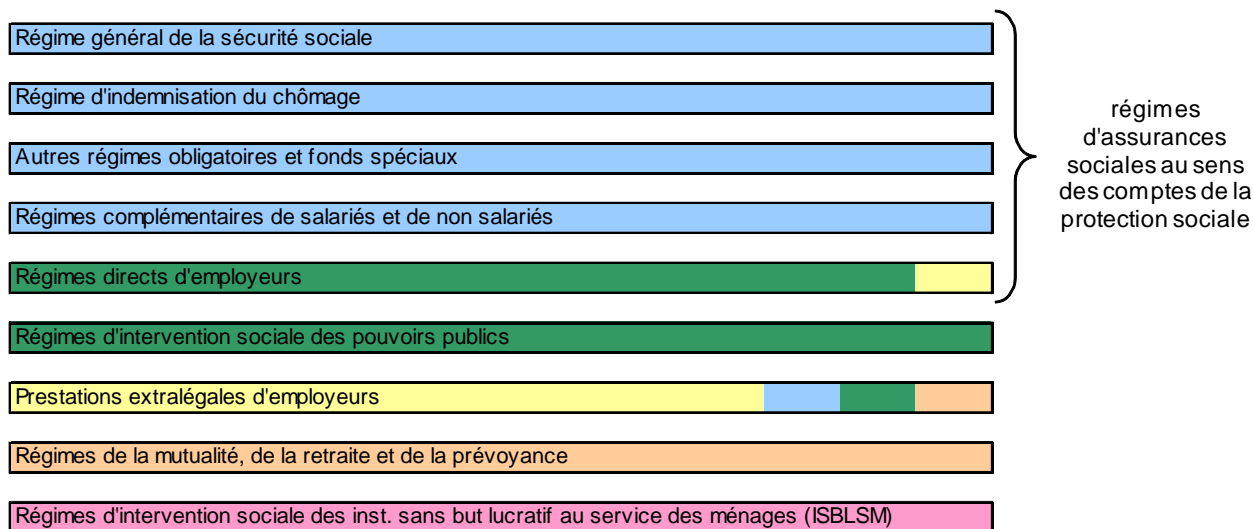 Régime général de la sécurité sociale
Régime d'indemnisation du chômage
Autres régimes obligatoires et fonds spéciaux
Régimes complémentaires de salariés et de non salariés
Régimes directs d'employeurs
Régimes d'intervention sociale des pouvoirs publics
Prestations extralégales d'employeurs
Régimes de la mutualité, de la retraite et de la prévoyance
Régimes d'intervention sociale des inst. sans but lucratif au service des ménages (ISBLSM)
régimes
d'assurances
sociales au sens
des comptes de la
protection sociale